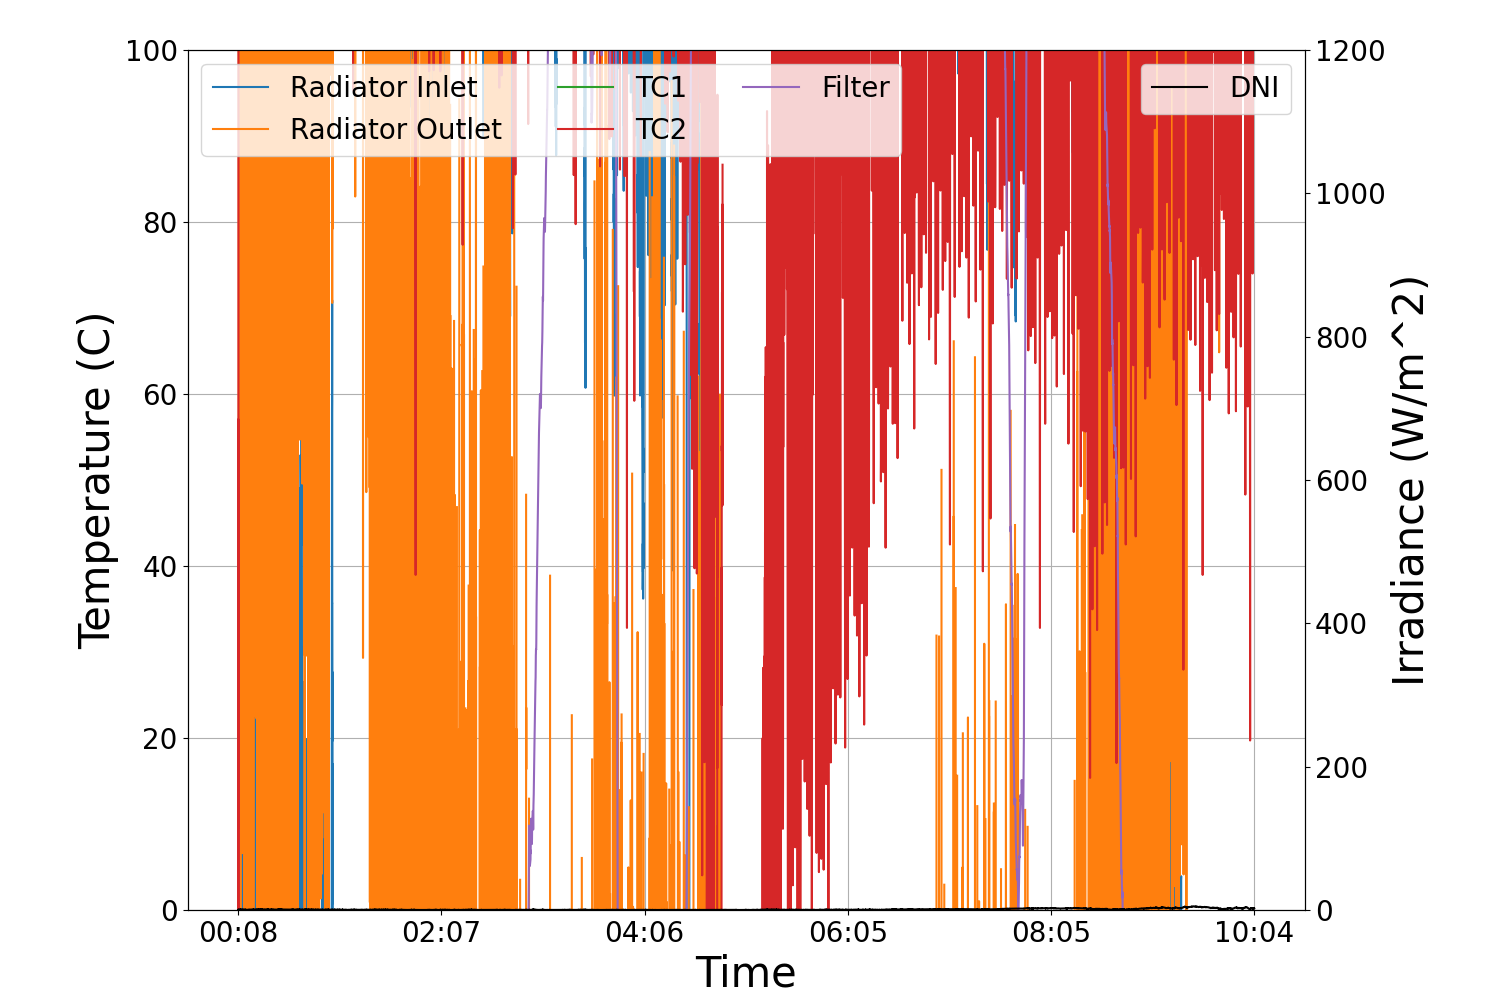 Radiator Inlet
Radiator Outlet
TC1
TC2
Filter
DNI
Temperature (C)
100
80
60
40
20
0
Irradiance (W/m^2)
1200
1000
800
600
400
200
0
00:08 02:07 04:06 06:05 08:05 10:04
Time